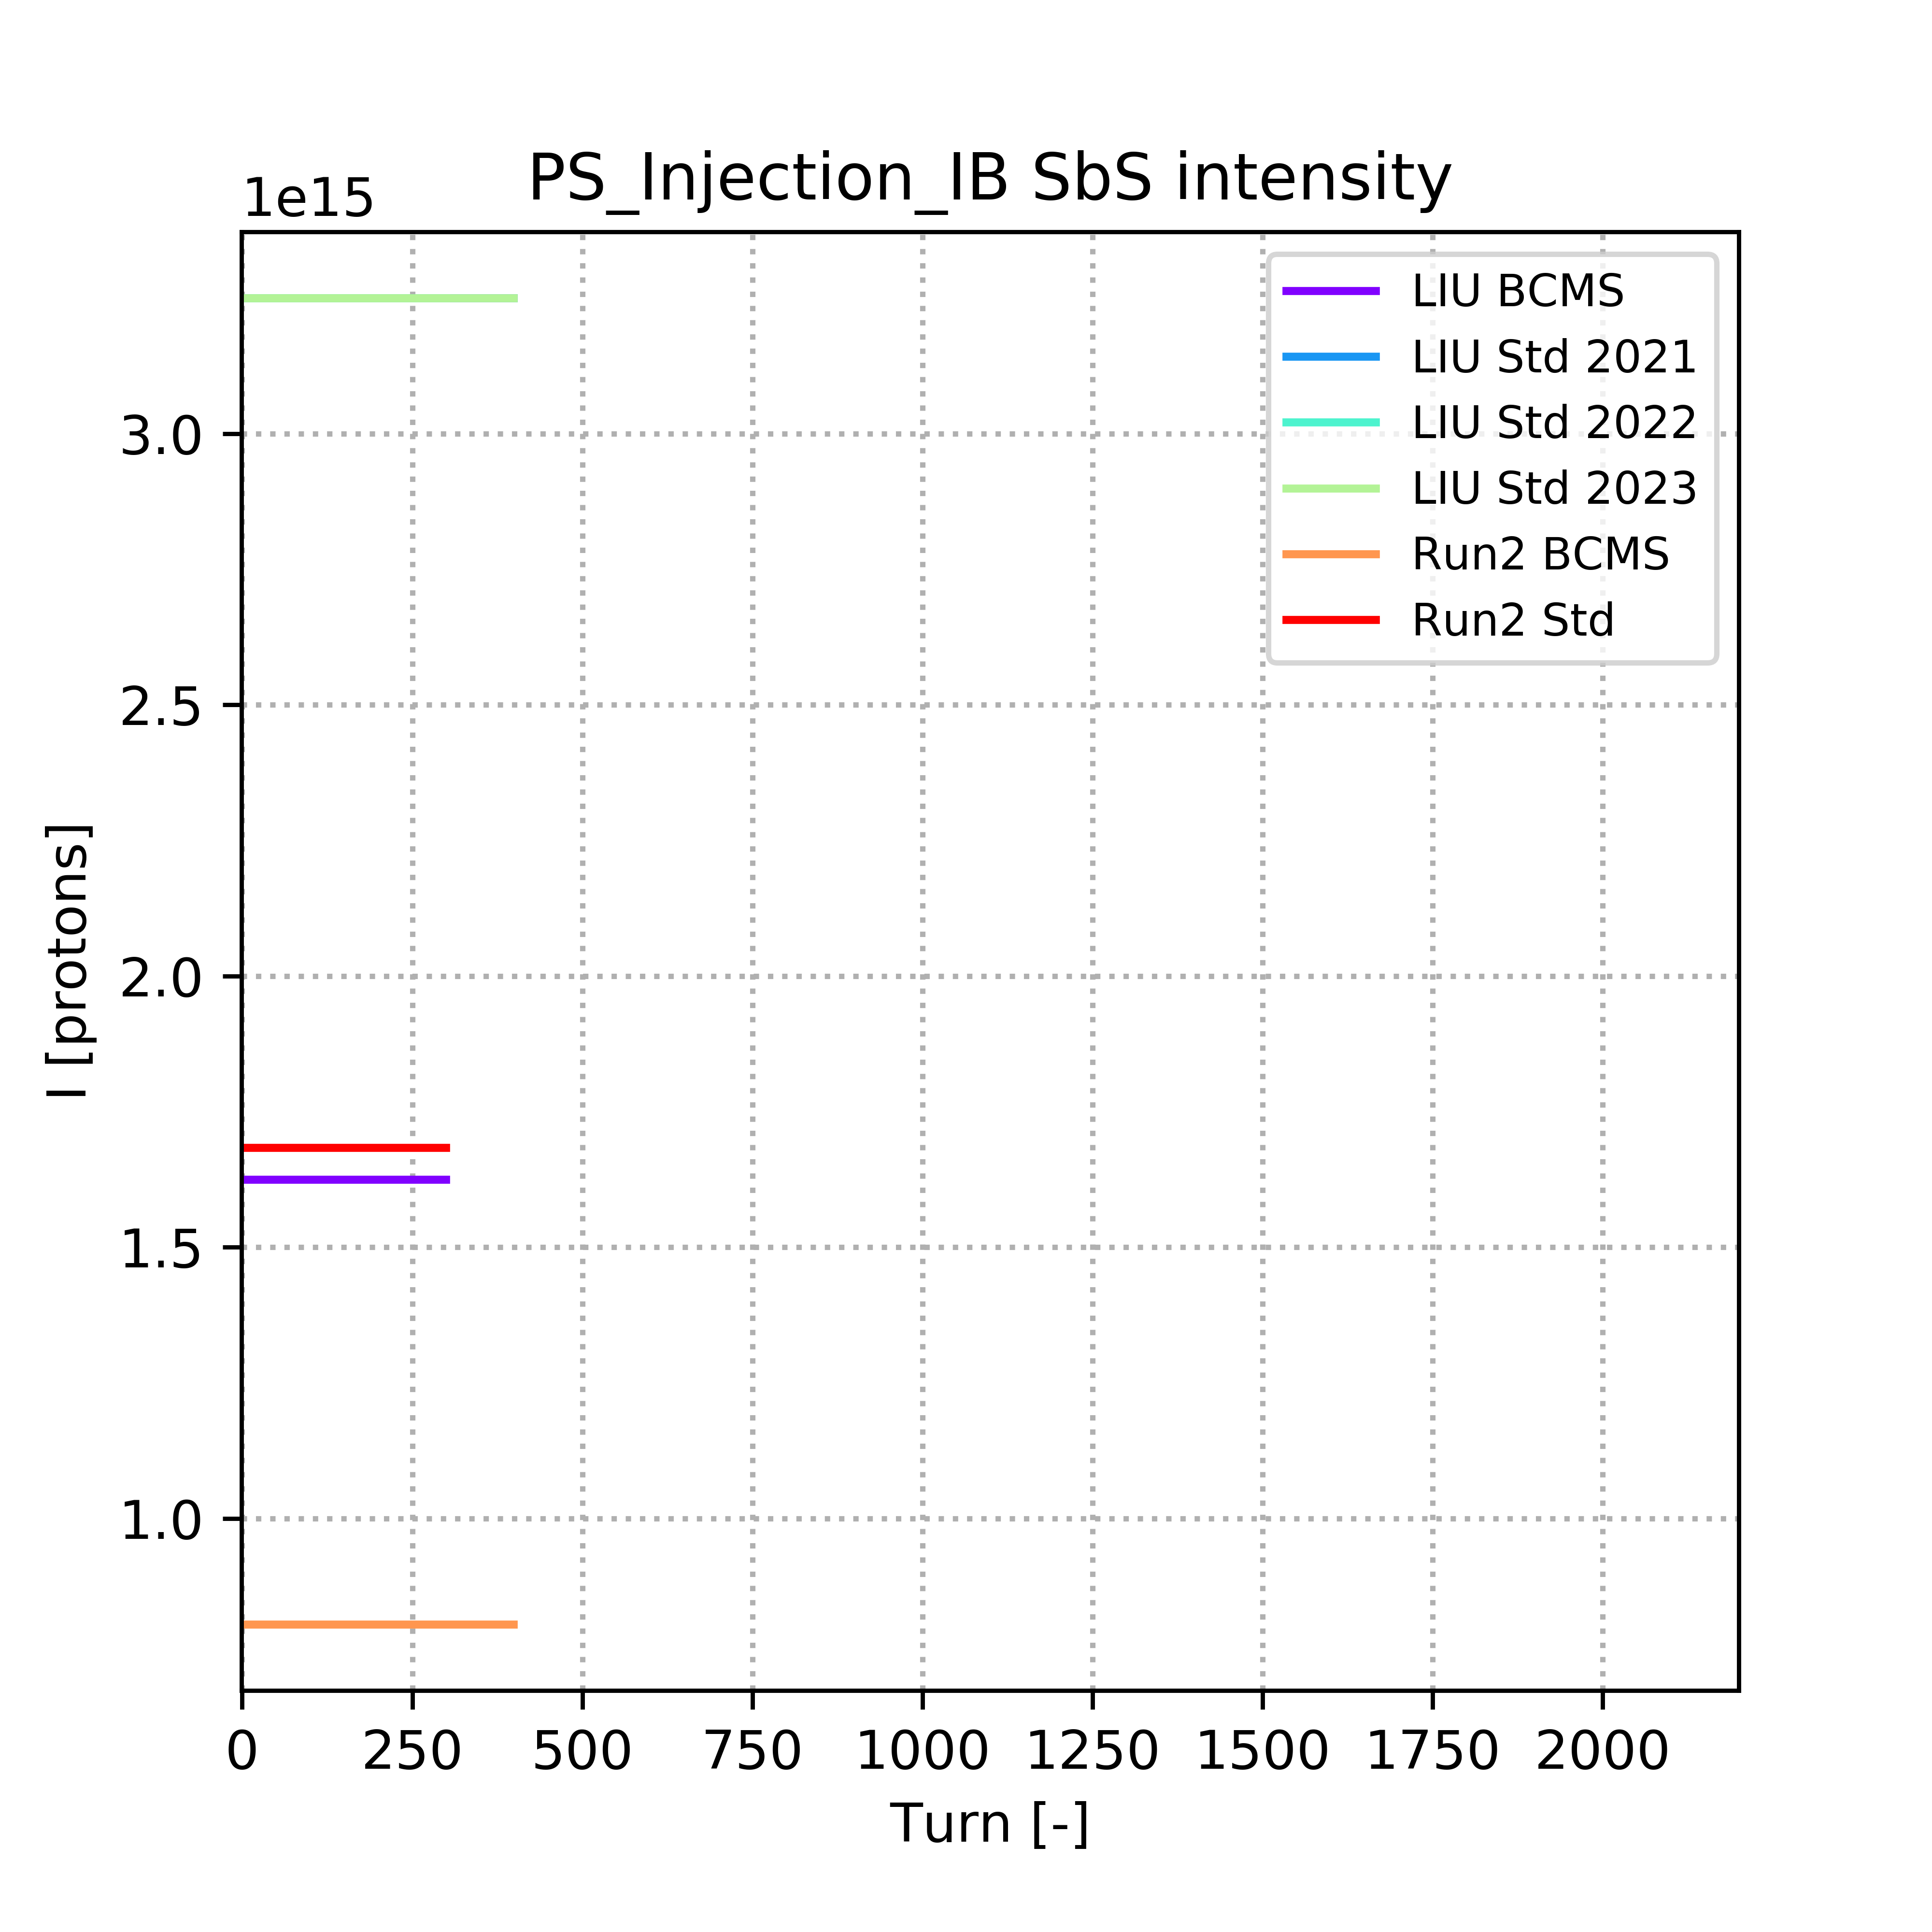 PS_Injection_IB SbS intensity
1e15
LIU BCMS
LIU Std 2021
LIU Std 2022
LIU Std 2023
Run2 BCMS
Run2 Std
3.0
2.5
2.0
1.5
1.0
I [protons]
0 250 500 750 1000 1250 1500 1750 2000
Turn [-]